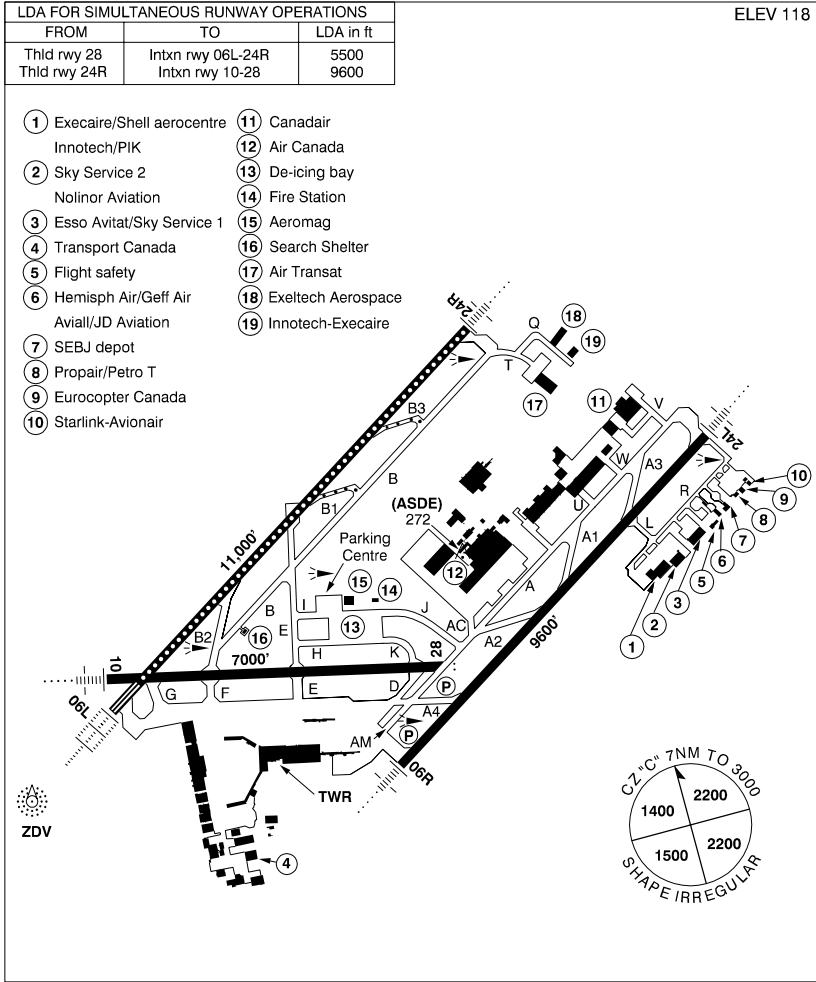 LDA FOR SIMULTANEOUS RUNWAY OPERATIONS
FROM TO LDA in ft
Thld rwy 28 Intxn rwy 06L-24R 5500
Thld rwy 24R Intxn rwy 10-28 9600
ELEV 118
1 Execaire/Shell aerocentre
Innotech/PIK
2 Sky Service 2
Nolinor Aviation
3 Esso Avitat/Sky Service 1
4 Transport Canada
5 Flight safety
6 Hemisph Air/Geff Air
Aviall/JD Aviation
7 SEBJ depot
8 Propair/Petro T
9 Eurocopter Canada
10 Starlink-Avionair
11 Canadair
12 Air Canada
13 De-icing bay
14 Fire Station
15 Aeromag
16 Search Shelter
17 Air Transat
18 Exeltech Aerospace
19 Innotech-Execaire
24R
Q
18
19
T
17
11
V
24L
B3
B
W
A3
R
10
9
8
7
6
5
3
2
1
L
B1
(ASDE)
272
U
A1
11,000'
Parking
Centre
12
15
14
I
J
A
B
E
13
AC
16
B2
7000'
H
K
28
A2
9600'
10
G
F
E
D
P
A4
P
06L
AM
06R
TWR
ZDV
4
CZ "C" 7NM TO 3000
1400
2200
1500
2200
SHAPE IRREGULAR